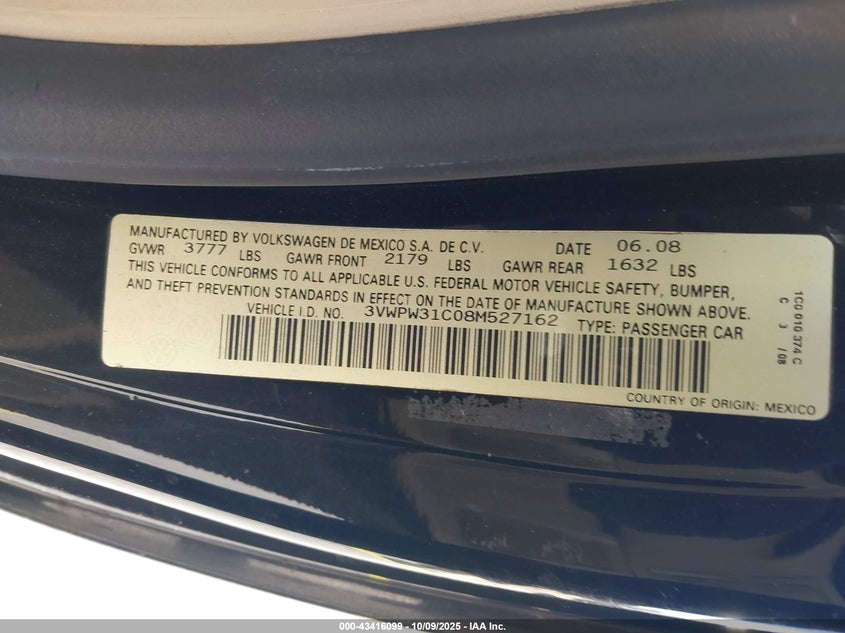 MANUFACTURED BY VOLKSWAGEN DE MEXICO S.A. DE C.V. DATE 06.08
GVWR 3777 LBS GAWR FRONT 2179 LBS GAWR REAR 1632 LBS
THIS VEHICLE CONFORMS TO ALL APPLICABLE U.S. FEDERAL MOTOR VEHICLE SAFETY, BUMPER,
AND THEFT PREVENTION STANDARDS IN EFFECT ON THE DATE OF MANUFACTURE SHOWN ABOVE.
VEHICLE I.D. NO. 3VWPW31C08M527162 TYPE: PASSENGER CAR
COUNTRY OF ORIGIN: MEXICO
1C0 010 374 C
C 3 /08
000-43416099 | 10/09/2025 - IAA Inc.